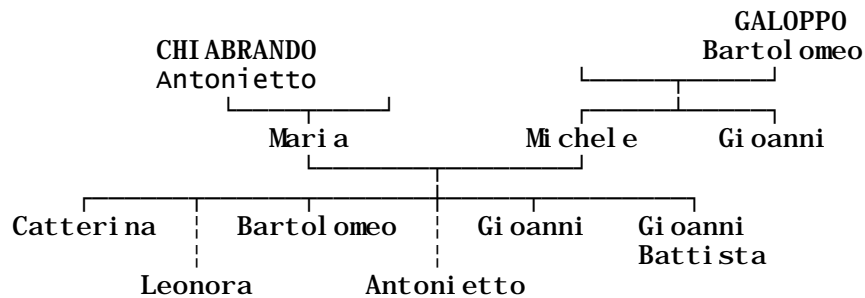 GALOPPO
CHIABRANDO Bartolomeo
Antonietto
Maria Michele Gioanni
Catterina Bartolomeo Gioanni Gioanni
Battista
Leonora Antonietto